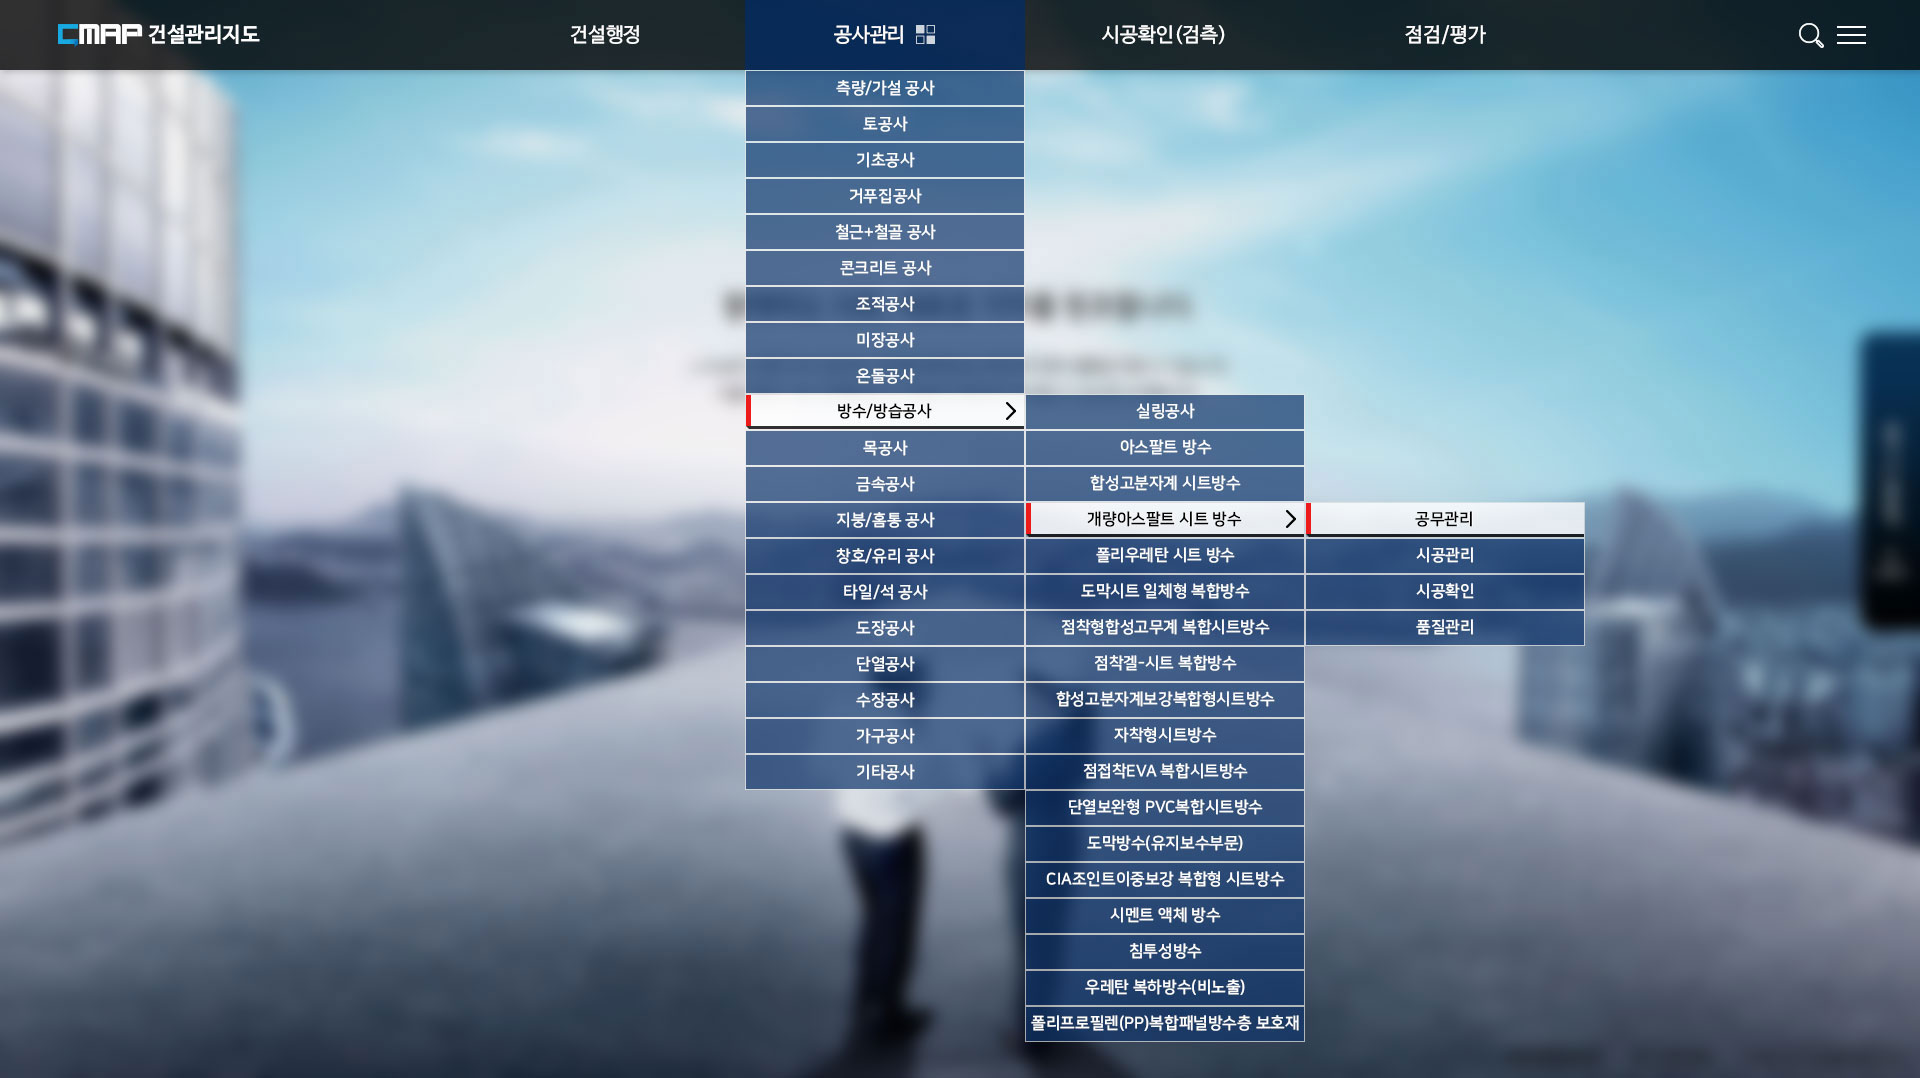 CMAP 건설관리지도
건설행정
공사관리
시공확인(검측)
점검/평가
측량/가설 공사
토공사
기초공사
거푸집공사
철근+철골 공사
콘크리트 공사
조적공사
미장공사
온돌공사
방수/방습공사
목공사
금속공사
지붕/홈통 공사
창호/유리 공사
타일/석 공사
도장공사
단열공사
수장공사
가구공사
기타공사
실링공사
아스팔트 방수
합성고분자계 시트방수
개량아스팔트 시트 방수
폴리우레탄 시트 방수
도막시트 일체형 복합방수
점착형합성고무계 복합시트방수
점착겔-시트 복합방수
합성고분자계보강복합형시트방수
자착형시트방수
점접착EVA 복합시트방수
단열보완형 PVC복합시트방수
도막방수(유지보수부문)
CIA조인트이중보강 복합형 시트방수
시멘트 액체 방수
침투성방수
우레탄 복하방수(비노출)
폴리프로필렌(PP)복합패널방수층 보호재
공무관리
시공관리
시공확인
품질관리